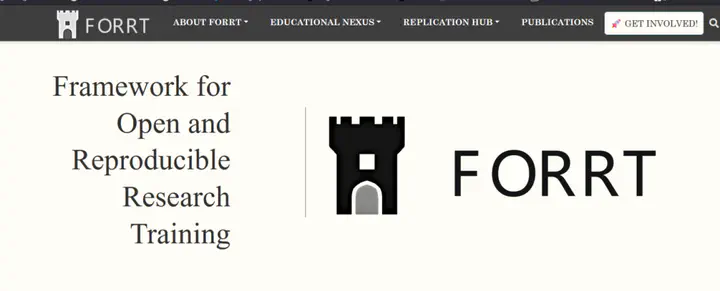 FORRT
ABOUT FORRT
EDUCATIONAL NEXUS
REPLICATION HUB
PUBLICATIONS
🚀 GET INVOLVED!
Framework for
Open and
Reproducible
Research
Training
FORRT